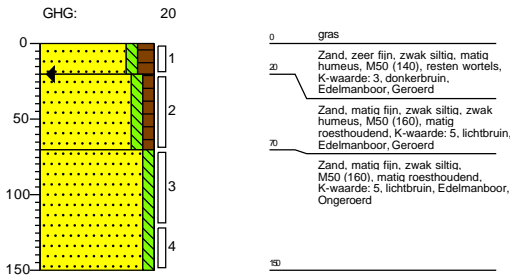 GHG: 20
0
50
100
150
1
2
3
4
0
gras
Zand, zeer fijn, zwak siltig, matig
humeus, M50 (140), resten wortels,
K-waarde: 3, donkerbruin,
Edelmanboor, Geroerd
20
Zand, matig fijn, zwak siltig, zwak
humeus, M50 (160), matig
roesthoudend, K-waarde: 5, lichtbruin,
Edelmanboor, Geroerd
70
Zand, matig fijn, zwak siltig,
M50 (160), matig roesthoudend,
K-waarde: 5, lichtbruin, Edelmanboor,
Ongeroerd
150